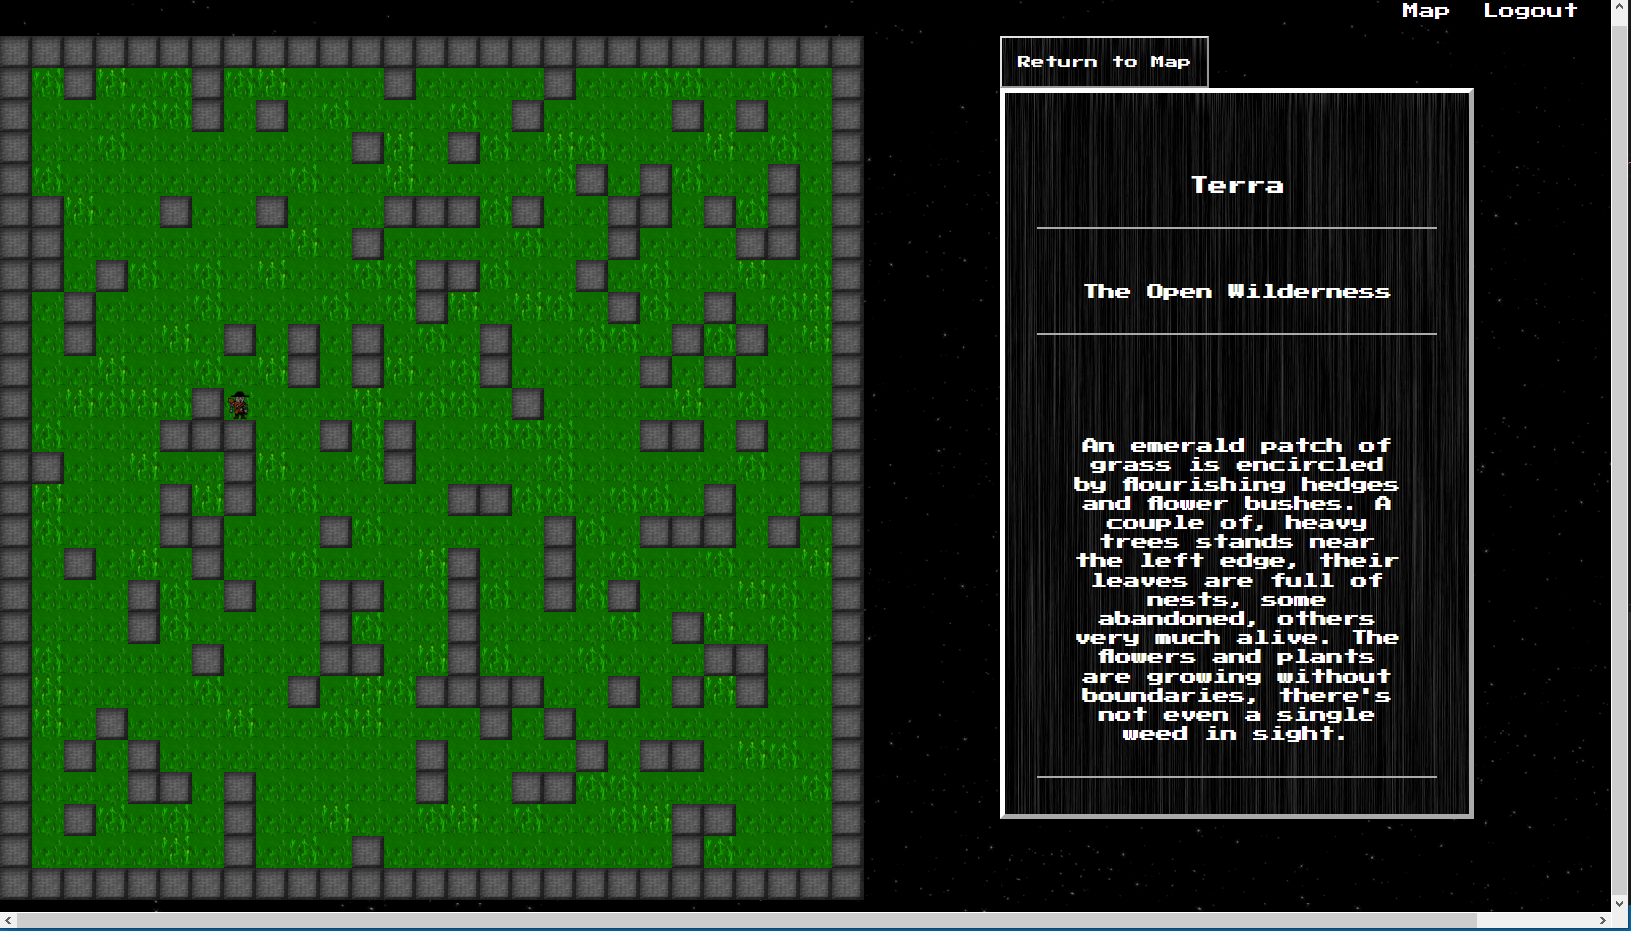 Map Logout
Return to Map
Terra
The Open Wilderness
An emerald patch of
grass is encircled
by flourishing hedges
and flower bushes. A
couple of, heavy
trees stands near
the left edge, their
leaves are full of
nests, some
abandoned, others
very much alive. The
flowers and plants
are growing without
boundaries, there's
not even a single
weed in sight.